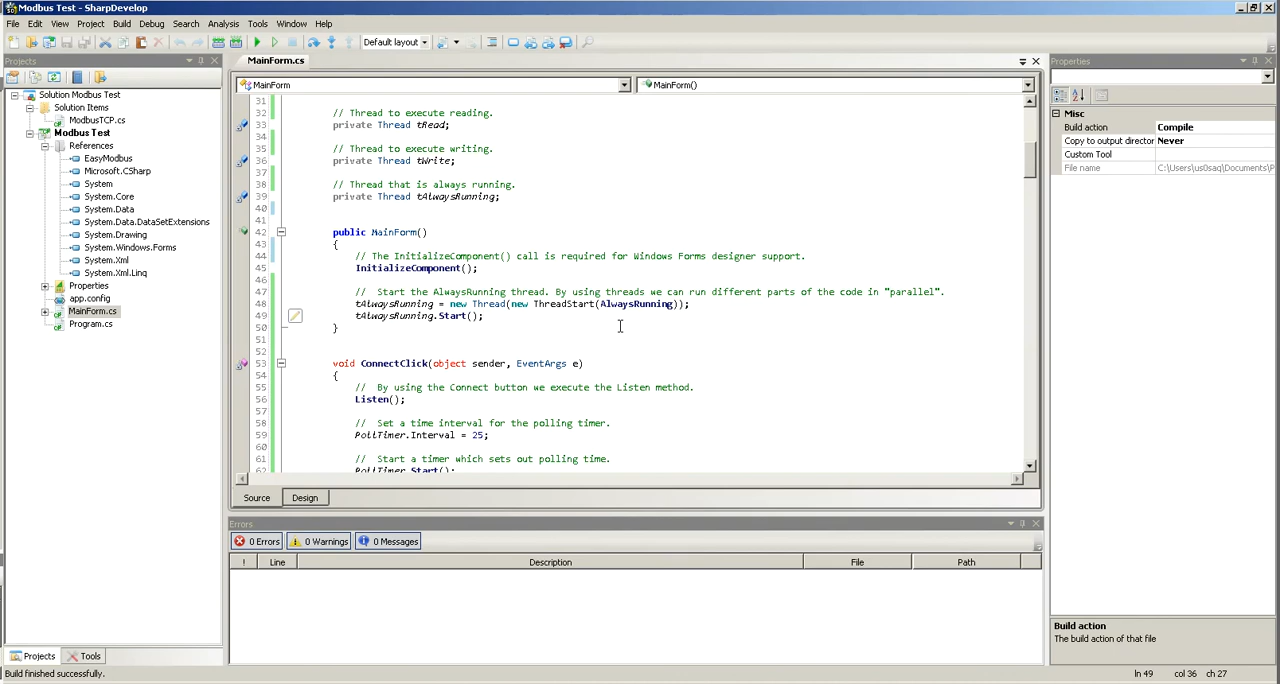 Modbus Test - SharpDevelop
File Edit View Project Build Debug Search Analysis Tools Window Help
Default layout
Projects
Solution Modbus Test
Solution Items
ModbusTCP.cs
Modbus Test
References
EasyModbus
Microsoft.CSharp
System
System.Core
System.Data
System.Data.DataSetExtensions
System.Drawing
System.Windows.Forms
System.Xml
System.Xml.Linq
Properties
app.config
MainForm.cs
Program.cs
Projects Tools
MainForm.cs
MainForm MainForm()
31
32 // Thread to execute reading.
33 private Thread tRead;
34
35 // Thread to execute writing.
36 private Thread tWrite;
37
38 // Thread that is always running.
39 private Thread tAlwaysRunning;
40
41
42 public MainForm()
43 {
44 // The InitializeComponent() call is required for Windows Forms designer support.
45 InitializeComponent();
46
47 // Start the AlwaysRunning thread. By using threads we can run different parts of the code in "parallel".
48 tAlwaysRunning = new Thread(new ThreadStart(AlwaysRunning));
49 tAlwaysRunning.Start();
50 }
51
52
53 void ConnectClick(object sender, EventArgs e)
54 {
55 // By using the Connect button we execute the Listen method.
56 Listen();
57
58 // Set a time interval for the polling timer.
59 PollTimer.Interval = 25;
60
61 // Start a timer which sets out polling time.
62 PollTimer.Start();
Source Design
Errors
0 Errors 0 Warnings 0 Messages
! Line Description File Path
Properties
Misc
Build action Compile
Copy to output director Never
Custom Tool
File name C:\Users\us0saq\Documents\P
Build action
The build action of that file
Build finished successfully. ln 49 col 36 ch 27